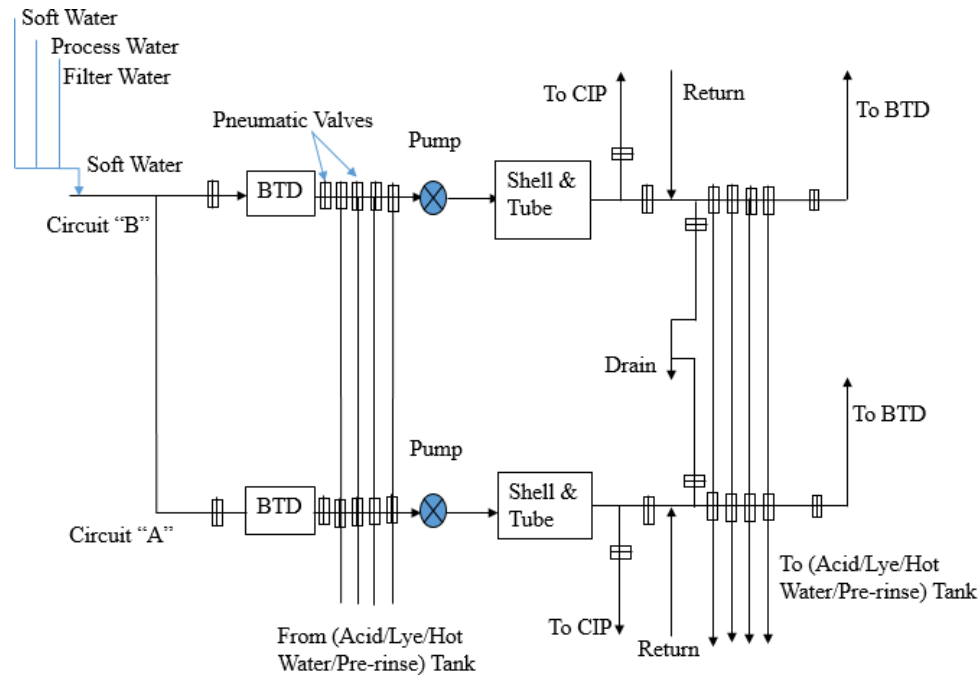 Soft Water
Process Water
Filter Water
Soft Water
Circuit “B”
Pneumatic Valves
BTD
Pump
Shell &
Tube
To CIP
Return
To BTD
Drain
To BTD
Circuit “A”
BTD
Pump
Shell &
Tube
From (Acid/Lye/Hot
Water/Pre-rinse) Tank
To CIP
Return
To (Acid/Lye/Hot
Water/Pre-rinse) Tank